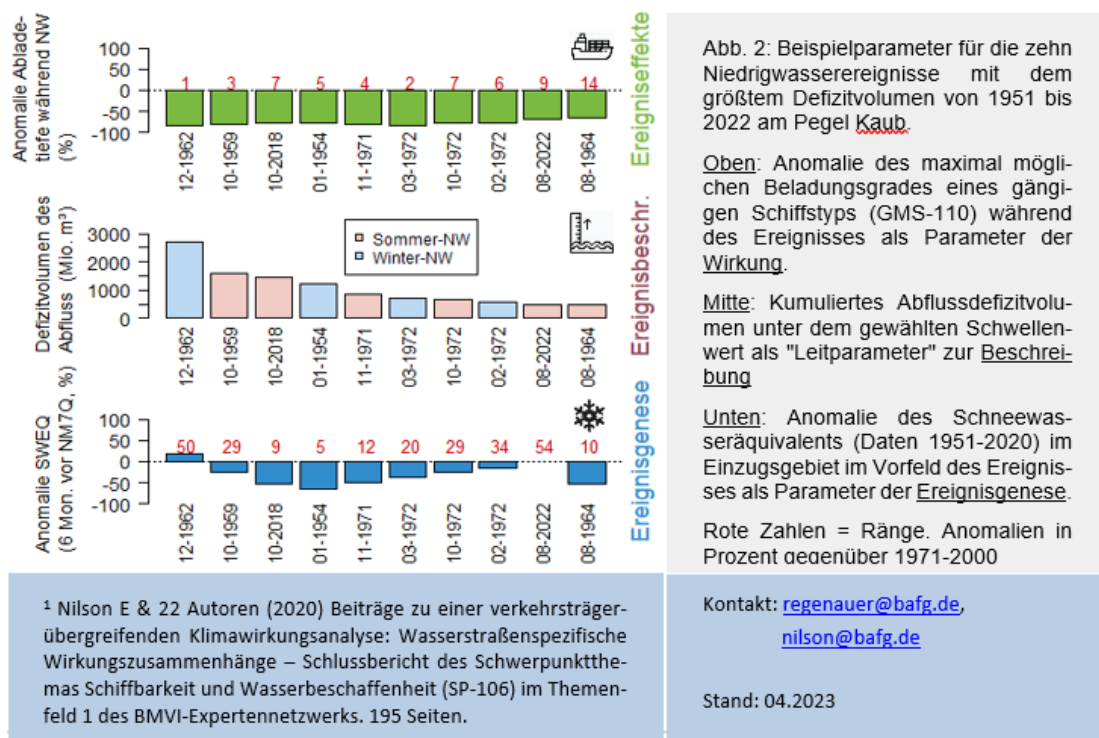 Anomalie Ablade-
tiefe während NW
(%)
100
50
0
-50
-100
1 3 7 5 4 2 7 6 9 14
12-1962
10-1959
10-2018
01-1954
11-1971
03-1972
10-1972
02-1972
08-2022
08-1964
Ereigniseffekte
Defizitvolumen des
Abfluss (Mio. m³)
3000
2000
1000
0
Sommer-NW
Winter-NW
12-1962
10-1959
10-2018
01-1954
11-1971
03-1972
10-1972
02-1972
08-2022
08-1964
Ereignisbeschr.
Anomalie SWEQ
(6 Mon. vor NM7Q, %)
100
50
0
-50
-100
50 29 9 5 12 20 29 34 54 10
12-1962
10-1959
10-2018
01-1954
11-1971
03-1972
10-1972
02-1972
08-2022
08-1964
Ereignisgenese
Abb. 2: Beispielparameter für die zehn
Niedrigwasserereignisse mit dem
größtem Defizitvolumen von 1951 bis
2022 am Pegel Kaub.
Oben: Anomalie des maximal mögli-
chen Beladungsgrades eines gängi-
gen Schiffstyps (GMS-110) während
des Ereignisses als Parameter der
Wirkung.
Mitte: Kumuliertes Abflussdefizitvolu-
men unter dem gewählten Schwellen-
wert als "Leitparameter" zur Beschrei-
bung
Unten: Anomalie des Schneewas-
seräquivalents (Daten 1951-2020) im
Einzugsgebiet im Vorfeld des Ereignis-
ses als Parameter der Ereignisgenese.
Rote Zahlen = Ränge. Anomalien in
Prozent gegenüber 1971-2000
¹ Nilson E & 22 Autoren (2020) Beiträge zu einer verkehrsträger-
übergreifenden Klimawirkungsanalyse: Wasserstraßenspezifische
Wirkungszusammenhänge – Schlussbericht des Schwerpunktthe-
mas Schiffbarkeit und Wasserbeschaffenheit (SP-106) im Themen-
feld 1 des BMVI-Expertennetzwerks. 195 Seiten.
Kontakt: regenauer@bafg.de,
nilson@bafg.de
Stand: 04.2023